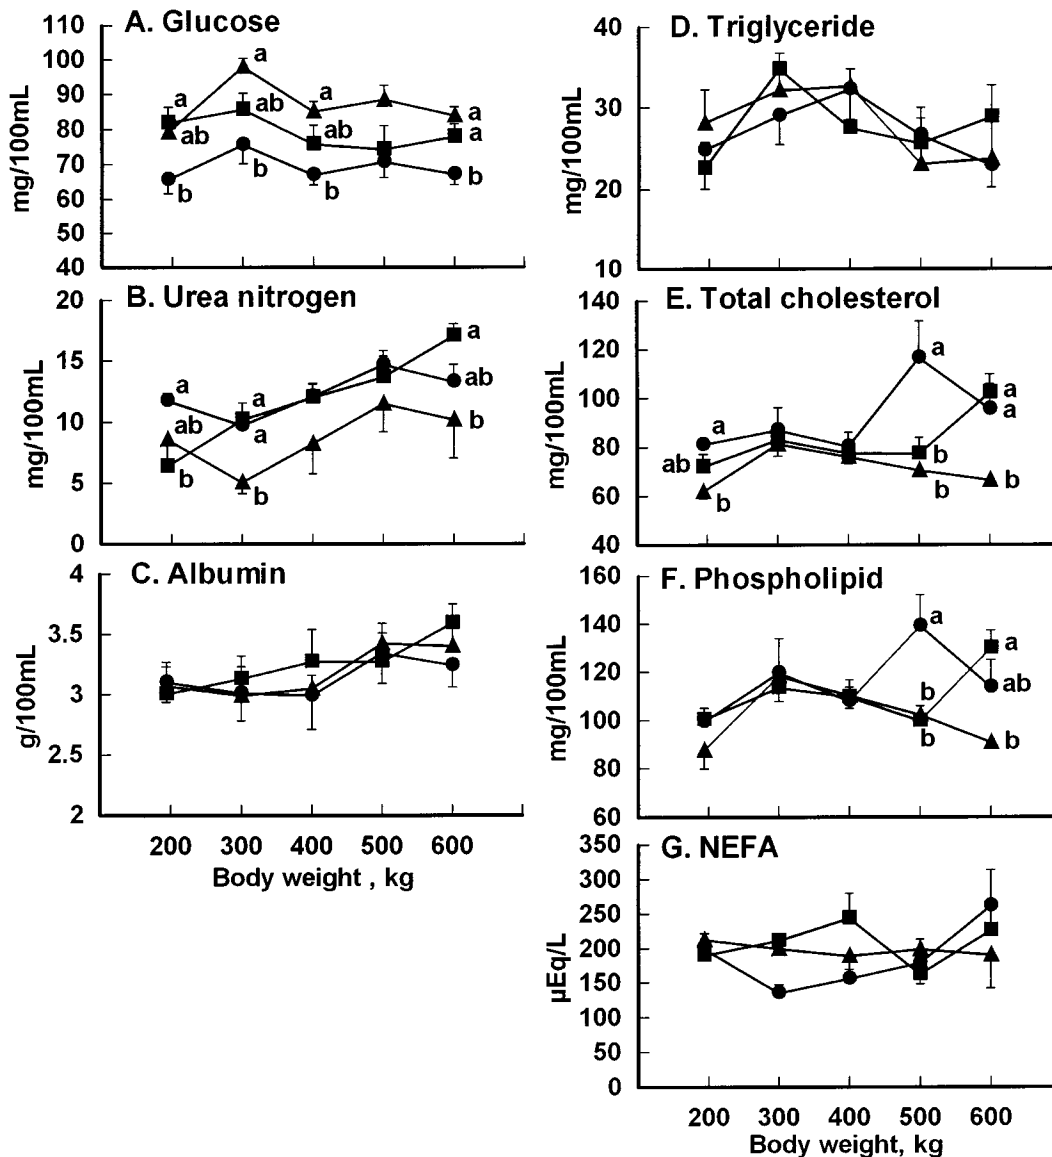 A. Glucose
mg/100mL
110
100
90
80
70
60
50
40
a
ab
a
ab
b
b
a
ab
b
a
a
b
B. Urea nitrogen
mg/100mL
20
15
10
5
0
a
ab
b
a
a
b
a
ab
b
C. Albumin
g/100mL
4
3.5
3
2.5
2
200 300 400 500 600
Body weight , kg
D. Triglyceride
mg/100mL
40
30
20
10
E. Total cholesterol
mg/100mL
140
120
100
80
60
40
a
ab
b
a
b
b
a
a
b
F. Phospholipid
mg/100mL
160
140
120
100
80
60
a
b
b
a
ab
b
G. NEFA
µEq/L
350
300
250
200
150
100
50
0
200 300 400 500 600
Body weight, kg